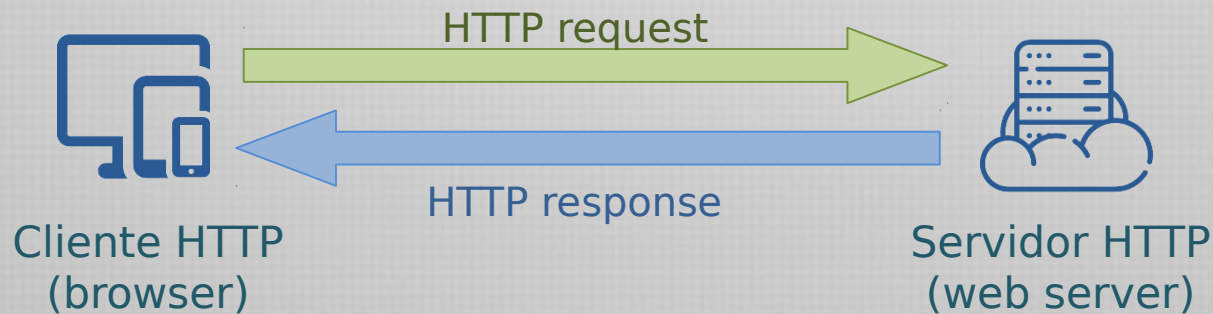 HTTP request
HTTP response
Cliente HTTP
(browser)
Servidor HTTP
(web server)